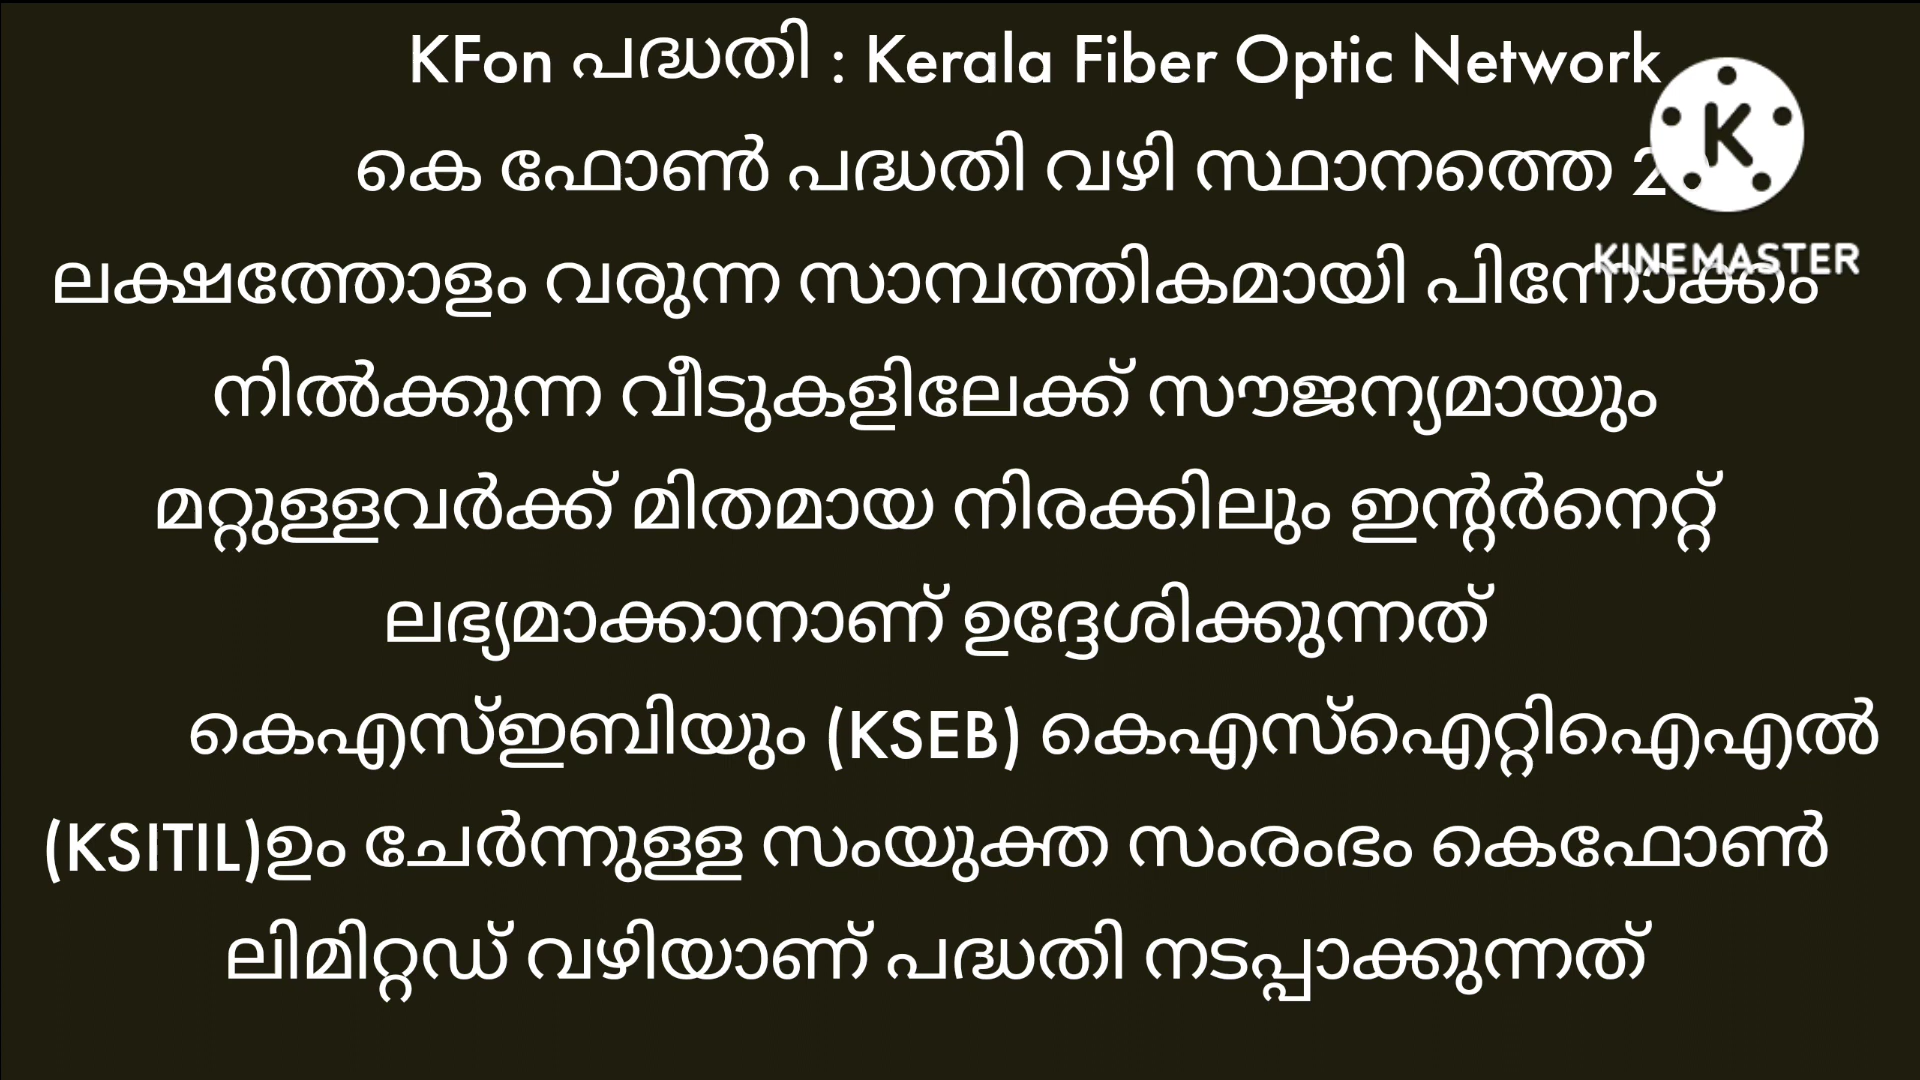 KFon പദ്ധതി : Kerala Fiber Optic Network
കെ ഫോൺ പദ്ധതി വഴി സ്ഥാനത്തെ
ലക്ഷത്തോളം വരുന്ന സാമ്പത്തികമായി പിന്നോക്കം
നിൽക്കുന്ന വീടുകളിലേക്ക് സൗജന്യമായും
മറ്റുള്ളവർക്ക് മിതമായ നിരക്കിലും ഇന്റർനെറ്റ്
ലഭ്യമാക്കാനാണ് ഉദ്ദേശിക്കുന്നത്
കെഎസ്ഇബിയും (KSEB) കെഎസ്ഐറ്റിഐഎൽ
(KSITIL)ഉം ചേർന്നുള്ള സംയുക്ത സംരംഭം കെഫോൺ
ലിമിറ്റഡ് വഴിയാണ് പദ്ധതി നടപ്പാക്കുന്നത്
K
KINEMASTER